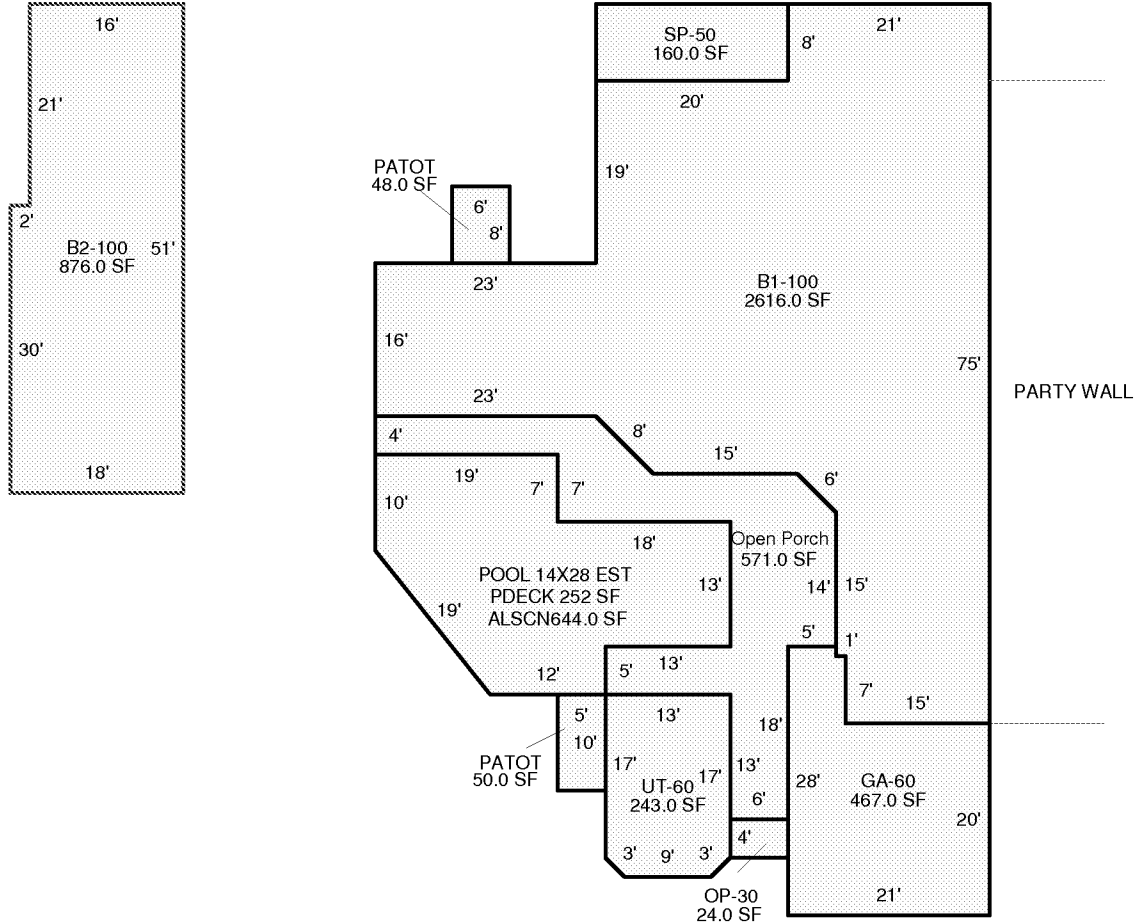 16'
21'
2'
B2-100
876.0 SF
51'
30'
18'
SP-50
160.0 SF
8'
21'
20'
19'
PATOT
48.0 SF
6'
8'
23'
B1-100
2616.0 SF
16'
75'
PARTY WALL
23'
4'
8'
15'
6'
19'
7'
7'
10'
18'
Open Porch
571.0 SF
POOL 14X28 EST
PDECK 252 SF
ALSCN644.0 SF
13'
14'
15'
19'
5'
1'
12'
5'
13'
7'
15'
5'
10'
13'
18'
PATOT
50.0 SF
17'
17'
13'
UT-60
243.0 SF
28'
GA-60
467.0 SF
6'
20'
4'
3'
9'
3'
OP-30
24.0 SF
21'